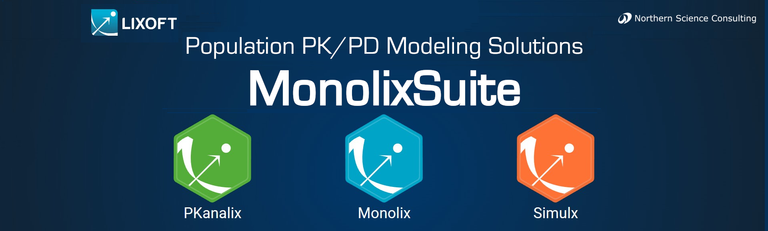 LIXOFT
Northern Science Consulting
Population PK/PD Modeling Solutions
MonolixSuite
PKanalix
Monolix
Simulx